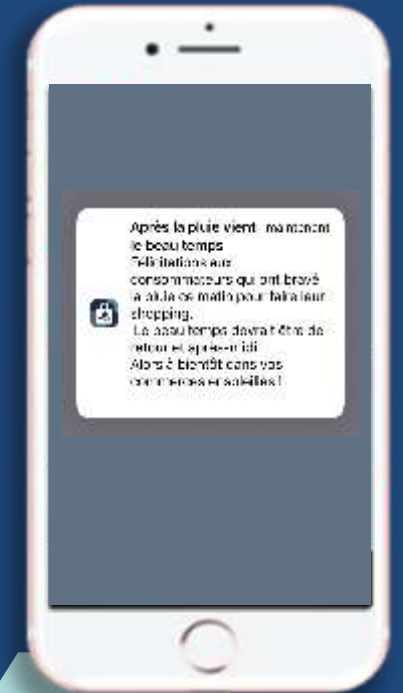 Après la pluie vient maintenant
le beau temps
Félicitations aux
consommateurs qui ont bravé
la pluie ce matin pour faire leur
shopping.
Le beau temps devrait être de
retour cet après-midi
Alors à bientôt dans vos
commerces ensoleillés !